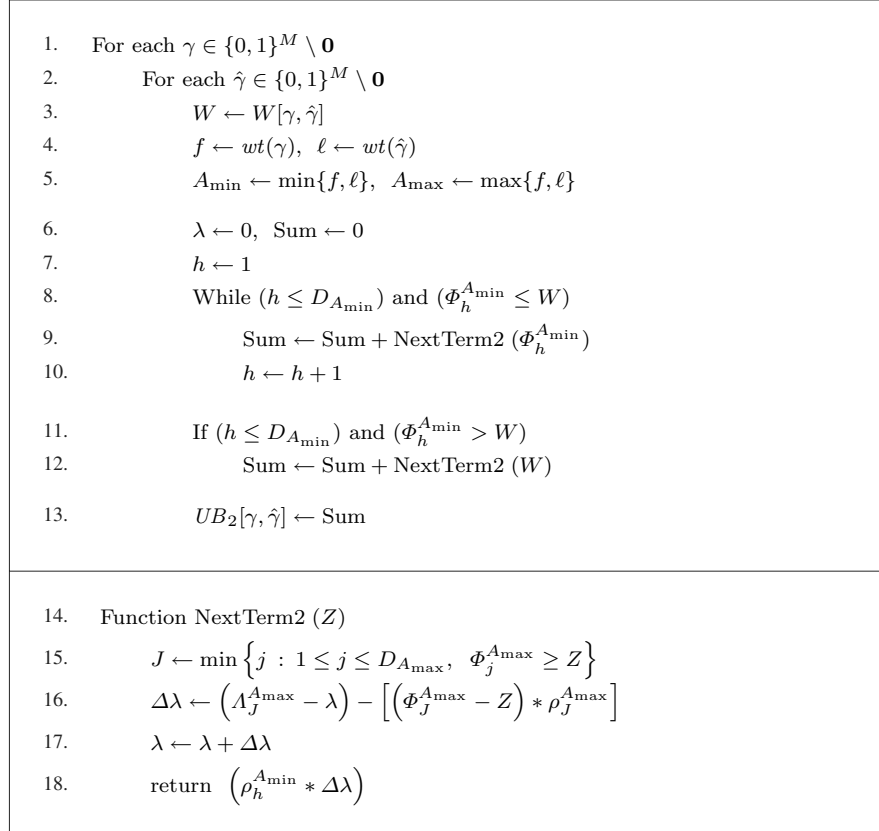 1. For each γ ∈ {0, 1}^M \ 𝟎
2. For each γ̂ ∈ {0, 1}^M \ 𝟎
3. W ← W[γ, γ̂]
4. f ← wt(γ), ℓ ← wt(γ̂)
5. A_min ← min{f, ℓ}, A_max ← max{f, ℓ}
6. λ ← 0, Sum ← 0
7. h ← 1
8. While (h ≤ D_{A_min}) and (Φ_h^{A_min} ≤ W)
9. Sum ← Sum + NextTerm2 (Φ_h^{A_min})
10. h ← h + 1
11. If (h ≤ D_{A_min}) and (Φ_h^{A_min} > W)
12. Sum ← Sum + NextTerm2 (W)
13. UB_2[γ, γ̂] ← Sum
14. Function NextTerm2 (Z)
15. J ← min {j : 1 ≤ j ≤ D_{A_max}, Φ_j^{A_max} ≥ Z}
16. Δλ ← (Λ_J^{A_max} − λ) − [(Φ_J^{A_max} − Z) ∗ ρ_J^{A_max}]
17. λ ← λ + Δλ
18. return (ρ_h^{A_min} ∗ Δλ)